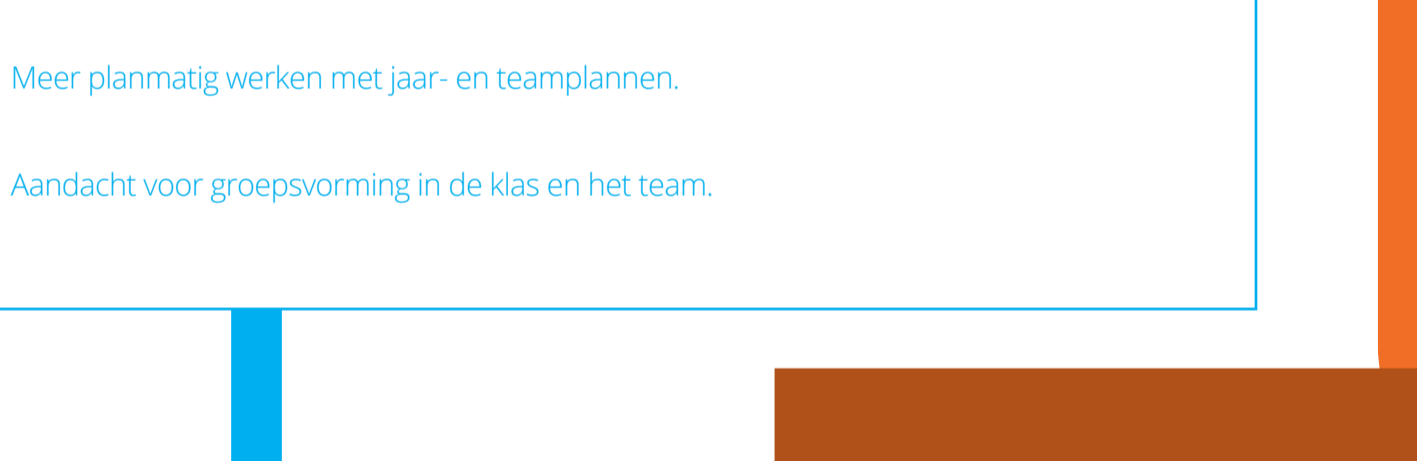 Meer planmatig werken met jaar- en teamplannen.
Aandacht voor groepsvorming in de klas en het team.